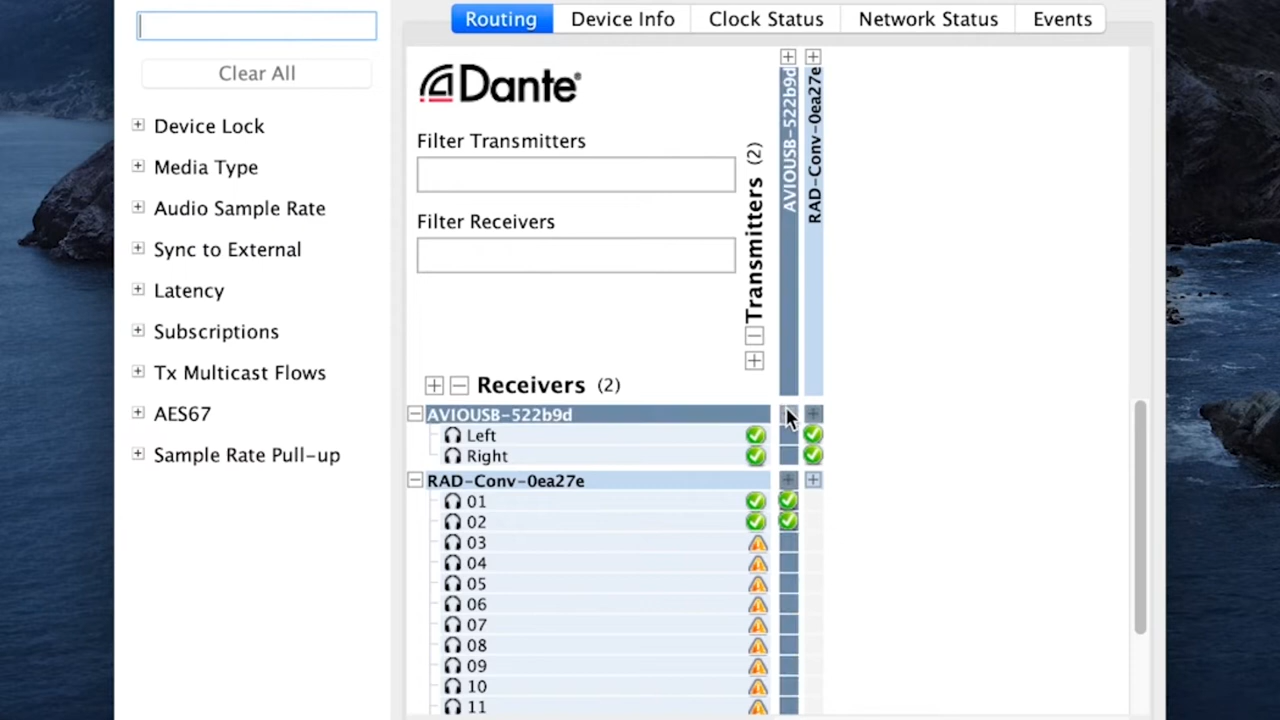 Clear All
Device Lock
Media Type
Audio Sample Rate
Sync to External
Latency
Subscriptions
Tx Multicast Flows
AES67
Sample Rate Pull-up
Routing
Device Info
Clock Status
Network Status
Events
Dante®
Filter Transmitters
Filter Receivers
Transmitters (2)
AVIOUSB-522b9d
RAD-Conv-0ea27e
Receivers (2)
AVIOUSB-522b9d
Left
Right
RAD-Conv-0ea27e
01
02
03
04
05
06
07
08
09
10
11